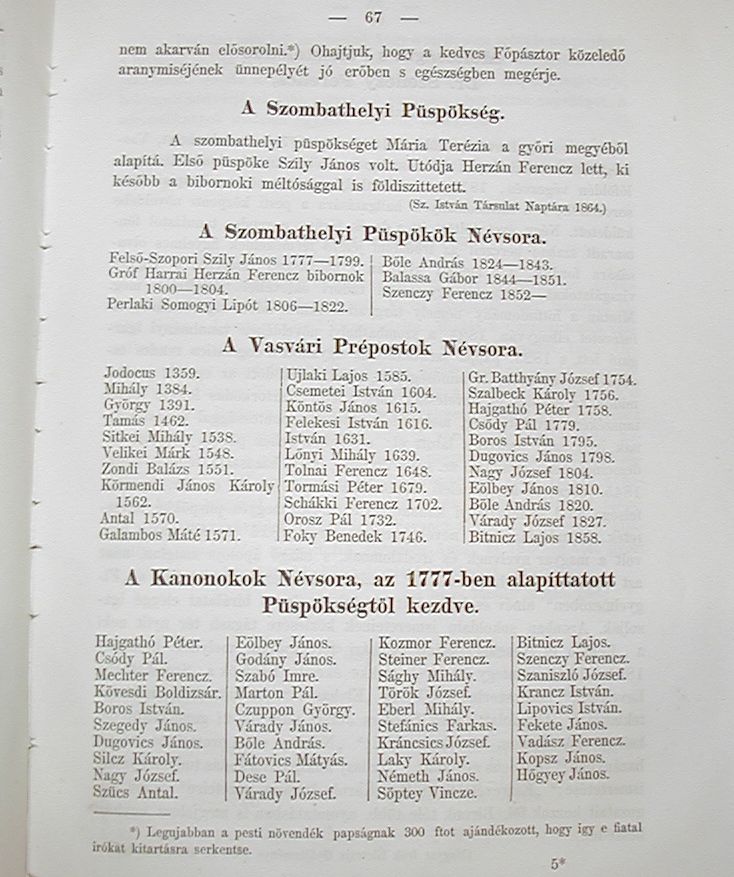 — 67 —
nem akarván elősorolni.*) Ohajtjuk, hogy a kedves Főpásztor közeledő
aranymiséjének ünnepélyét jó erőben s egészségben megérje.
A Szombathelyi Püspökség.
A szombathelyi püspökséget Mária Terézia a győri megyéből
alapítá. Első püspöke Szily János volt. Utódja Herzán Ferencz lett, ki
később a bibornoki méltósággal is földiszittetett.
(Sz. István Társulat Naptára 1864.)
A Szombathelyi Püspökök Névsora.
Felső-Szopori Szily János 1777—1799.
Gróf Harrai Herzán Ferencz bibornok
1800—1804.
Perlaki Somogyi Lipót 1806—1822.
Bőle András 1824—1843.
Balassa Gábor 1844—1851.
Szenczy Ferencz 1852—
A Vasvári Prépostok Névsora.
Jodocus 1359.
Mihály 1384.
György 1391.
Tamás 1462.
Sitkei Mihály 1538.
Velikei Márk 1548.
Zondi Balázs 1551.
Körmendi János Károly
1562.
Antal 1570.
Galambos Máté 1571.
Ujlaki Lajos 1585.
Csemetei István 1604.
Köntös János 1615.
Felekesi István 1616.
István 1631.
Lőnyi Mihály 1639.
Tolnai Ferencz 1648.
Tormási Péter 1679.
Schákki Ferencz 1702.
Orosz Pál 1732.
Foky Benedek 1746.
Gr. Batthyány József 1754.
Szalbeck Károly 1756.
Hajgathó Péter 1758.
Csődy Pál 1779.
Boros István 1795.
Dugovics János 1798.
Nagy József 1804.
Eölbey János 1810.
Bőle András 1820.
Várady József 1827.
Bitnicz Lajos 1858.
A Kanonokok Névsora, az 1777-ben alapíttatott
Püspökségtől kezdve.
Hajgathó Péter.
Csődy Pál.
Mechter Ferencz.
Kövesdi Boldizsár.
Boros István.
Szegedy János.
Dugovics János.
Silcz Károly.
Nagy József.
Szücs Antal.
Eölbey János.
Godány János.
Szabó Imre.
Marton Pál.
Czuppon György.
Várady János.
Bőle András.
Fátovics Mátyás.
Dese Pál.
Várady József.
Kozmor Ferencz.
Steiner Ferencz.
Sághy Mihály.
Török József.
Eberl Mihály.
Stefánics Farkas.
Kráncsics József.
Laky Károly.
Németh János.
Söptey Vincze.
Bitnicz Lajos.
Szenczy Ferencz.
Szaniszló József.
Krancz István.
Lipovics István.
Fekete János.
Vadász Ferencz.
Kopsz János.
Hőgyey János.
*) Legujabban a pesti növendék papságnak 300 ftot ajándékozott, hogy igy e fiatal
irókat kitartásra serkentse.
5*